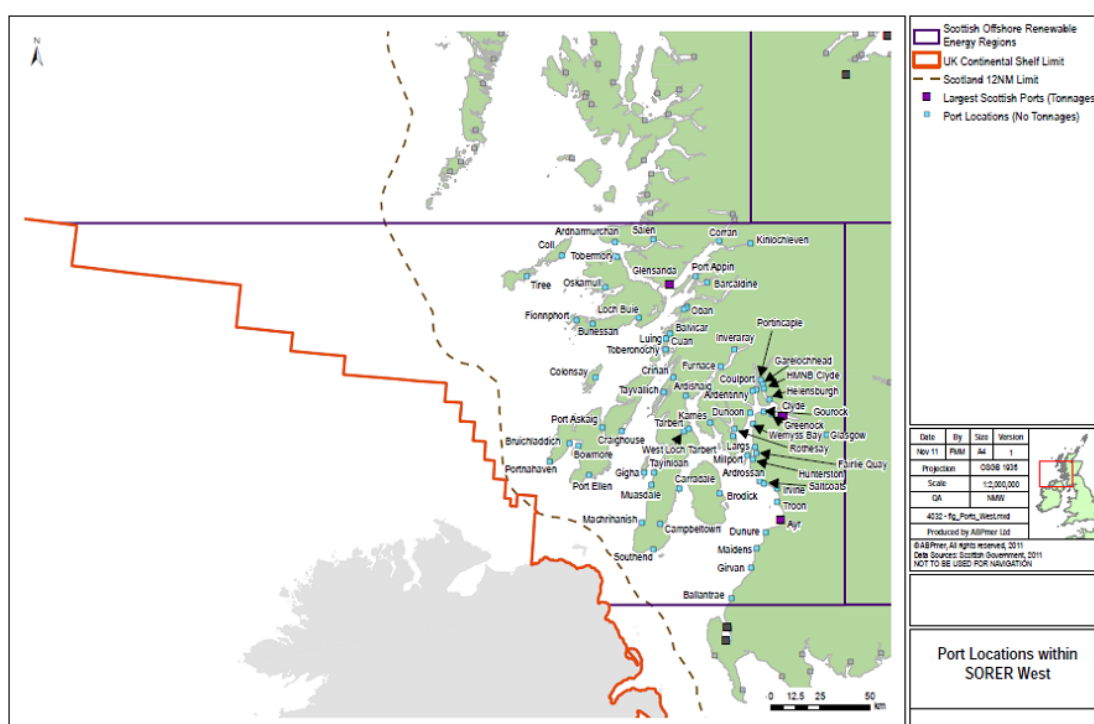 N
Scottish Offshore Renewable
Energy Regions
UK Continental Shelf Limit
Scotland 12NM Limit
Largest Scottish Ports (Tonnages
Port Locations (No Tonnages)
Ardnarmurchan
Salen
Corran
Kinlochleven
Coll
Tobermory
Glensanda
Port Appin
Tiree
Oskamull
Barcaldine
Loch Buie
Oban
Fionnphort
Bunessan
Balvicar
Portincaple
Luing
Cuan
Inveraray
Toberonochy
Garelochhead
Colonsay
Crinan
Furnace
Coulport
HMNB Clyde
Tayvallich
Ardishaig
Ardentinny
Helensburgh
Clyde
Port Askaig
Kames
Dunoon
Gourock
Tarbert
Greenock
Bruichladdich
Craighouse
Wemyss Bay
Glasgow
Bowmore
West Loch Tarbert
Largs
Rothesay
Portnahaven
Tayinloan
Millport
Fairlie Quay
Gigha
Ardrossan
Hunterston
Port Ellen
Carradale
Saltcoats
Muasdale
Brodick
Irvine
Troon
Machrihanish
Campbeltown
Dunure
Ayr
Southend
Maidens
Girvan
Ballantrae
0 12.5 25 50
km
Date By Size Version
Nov 11 FMM A4 1
Projection OSGB 1936
Scale 1:2,000,000
QA NMW
4032 - fig_Ports_West.mxd
Produced by ABPmer Ltd
© ABPmer, All rights reserved, 2011
Data Sources: Scottish Government, 2011
NOT TO BE USED FOR NAVIGATION
Port Locations within
SORER West